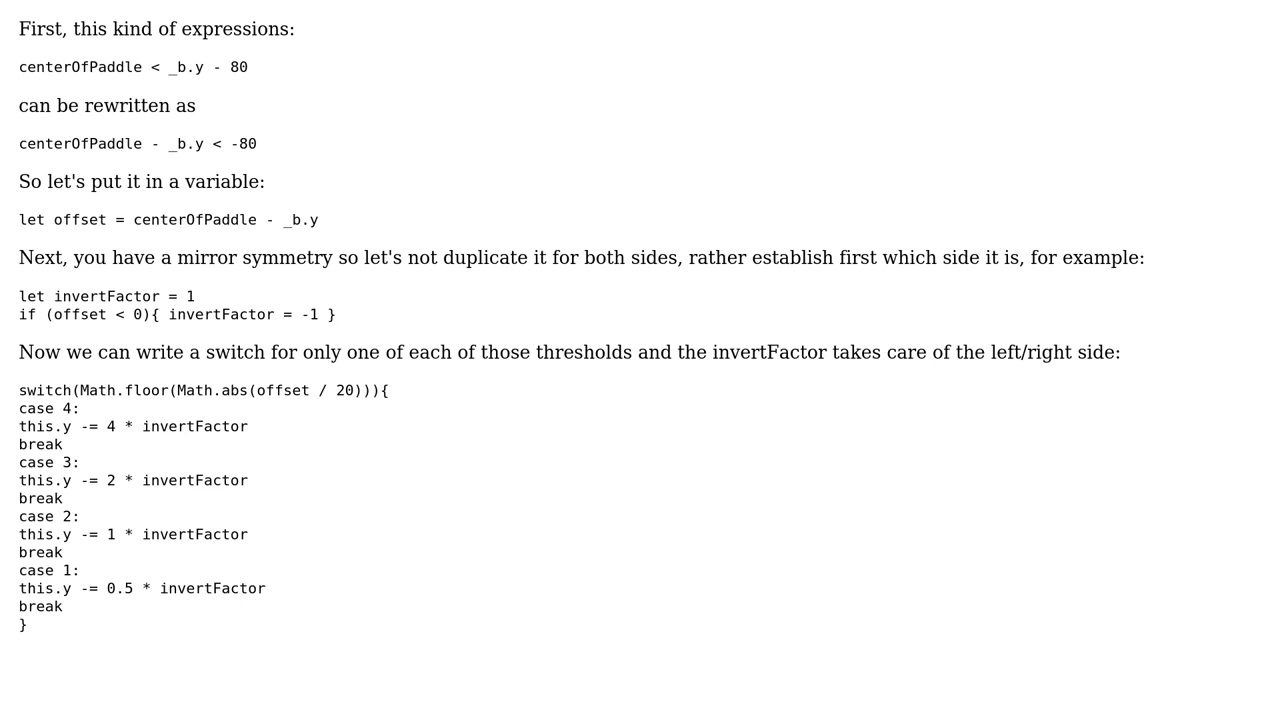 First, this kind of expressions:
centerOfPaddle < _b.y - 80
can be rewritten as
centerOfPaddle - _b.y < -80
So let's put it in a variable:
let offset = centerOfPaddle - _b.y
Next, you have a mirror symmetry so let's not duplicate it for both sides, rather establish first which side it is, for example:
let invertFactor = 1
if (offset < 0){ invertFactor = -1 }
Now we can write a switch for only one of each of those thresholds and the invertFactor takes care of the left/right side:
switch(Math.floor(Math.abs(offset / 20))){
case 4:
this.y -= 4 * invertFactor
break
case 3:
this.y -= 2 * invertFactor
break
case 2:
this.y -= 1 * invertFactor
break
case 1:
this.y -= 0.5 * invertFactor
break
}